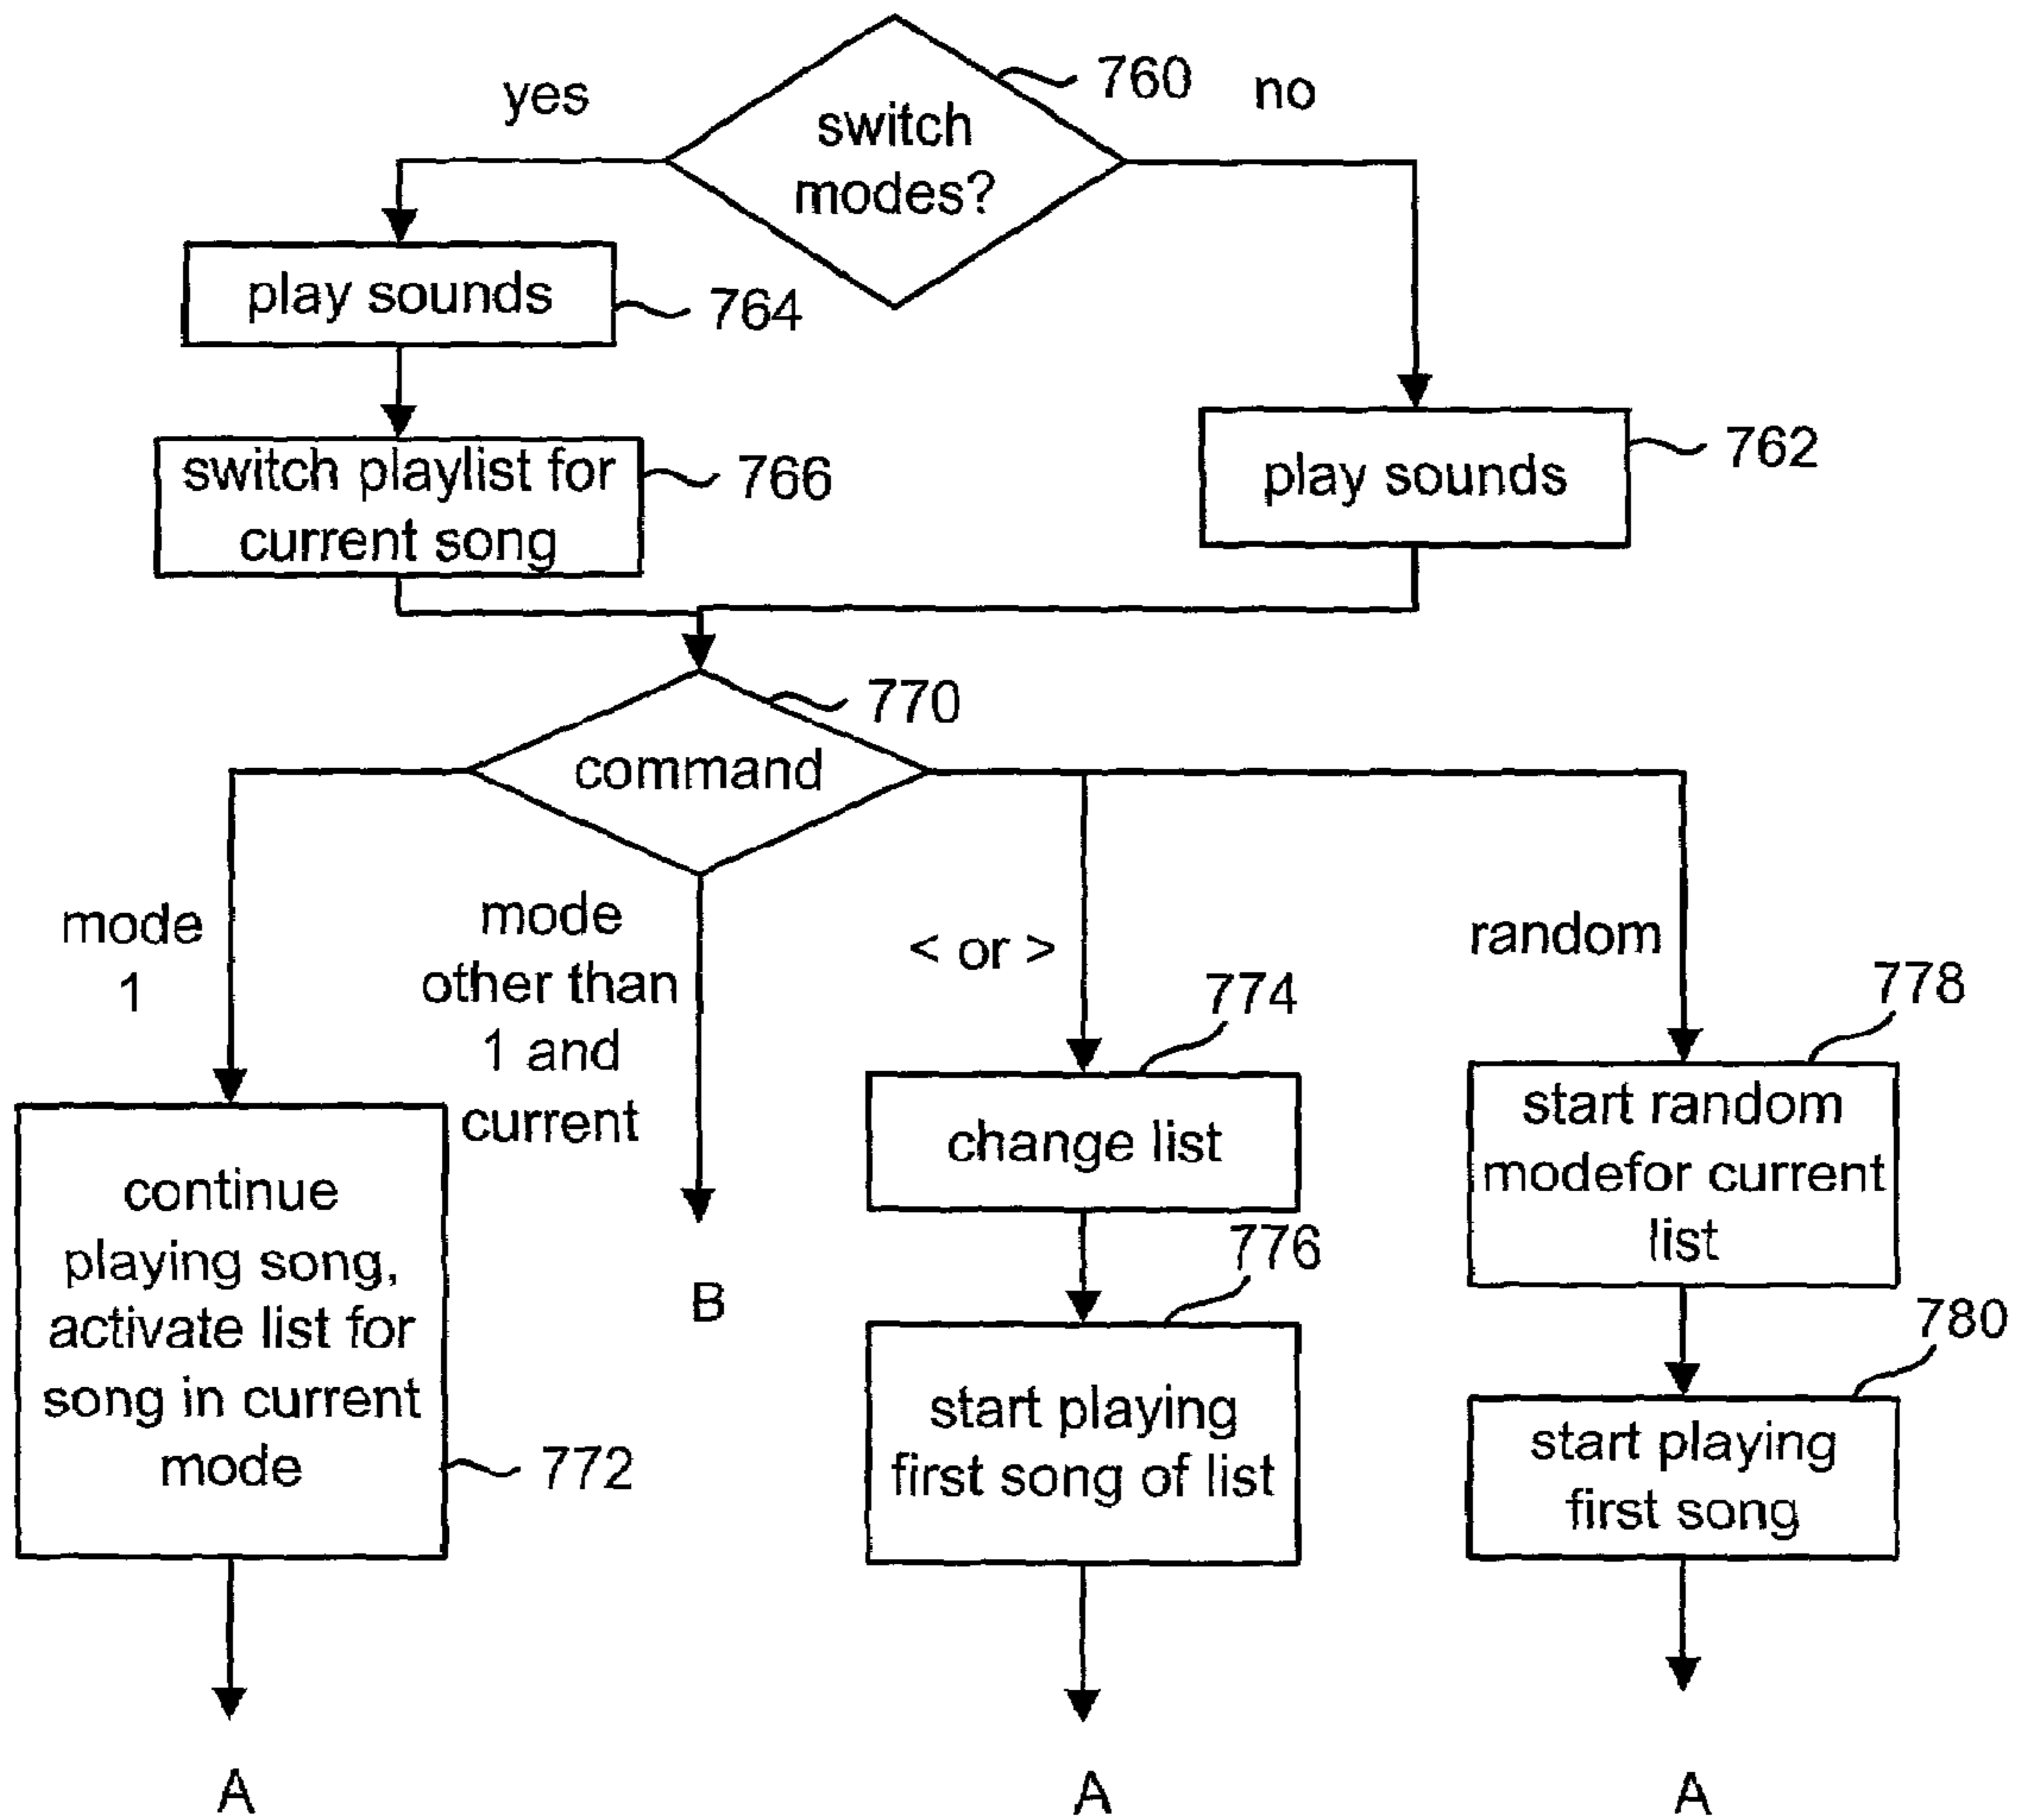 yes
760
no
switch
modes?
play sounds
764
switch playlist for
current song
766
play sounds
762
770
command
mode
1
mode
other than
1 and
current
< or >
random
774
778
change list
start random
modefor current
list
continue
playing song,
activate list for
song in current
mode
772
B
776
780
start playing
first song of list
start playing
first song
A
A
A